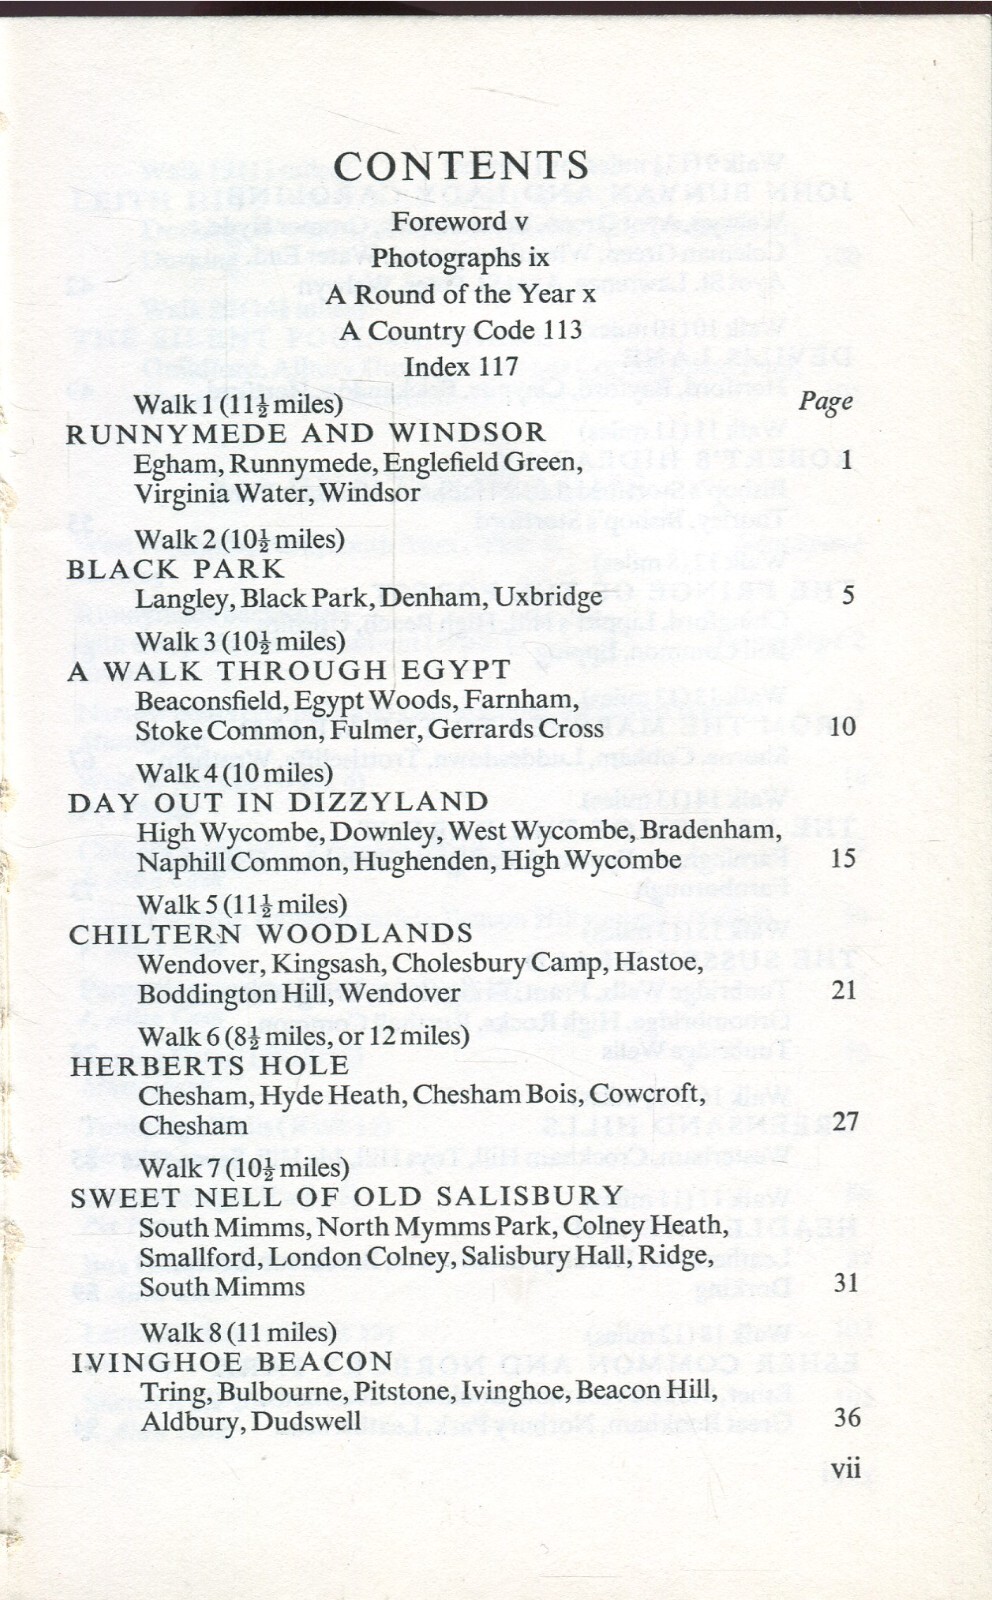 CONTENTS
Foreword v
Photographs ix
A Round of the Year x
A Country Code 113
Index 117
Walk 1 (11½ miles) Page
RUNNYMEDE AND WINDSOR
Egham, Runnymede, Englefield Green, 1
Virginia Water, Windsor
Walk 2 (10½ miles)
BLACK PARK
Langley, Black Park, Denham, Uxbridge 5
Walk 3 (10½ miles)
A WALK THROUGH EGYPT
Beaconsfield, Egypt Woods, Farnham,
Stoke Common, Fulmer, Gerrards Cross 10
Walk 4 (10 miles)
DAY OUT IN DIZZYLAND
High Wycombe, Downley, West Wycombe, Bradenham,
Naphill Common, Hughenden, High Wycombe 15
Walk 5 (11½ miles)
CHILTERN WOODLANDS
Wendover, Kingsash, Cholesbury Camp, Hastoe,
Boddington Hill, Wendover 21
Walk 6 (8½ miles, or 12 miles)
HERBERTS HOLE
Chesham, Hyde Heath, Chesham Bois, Cowcroft,
Chesham 27
Walk 7 (10½ miles)
SWEET NELL OF OLD SALISBURY
South Mimms, North Mymms Park, Colney Heath,
Smallford, London Colney, Salisbury Hall, Ridge,
South Mimms 31
Walk 8 (11 miles)
IVINGHOE BEACON
Tring, Bulbourne, Pitstone, Ivinghoe, Beacon Hill,
Aldbury, Dudswell 36
vii